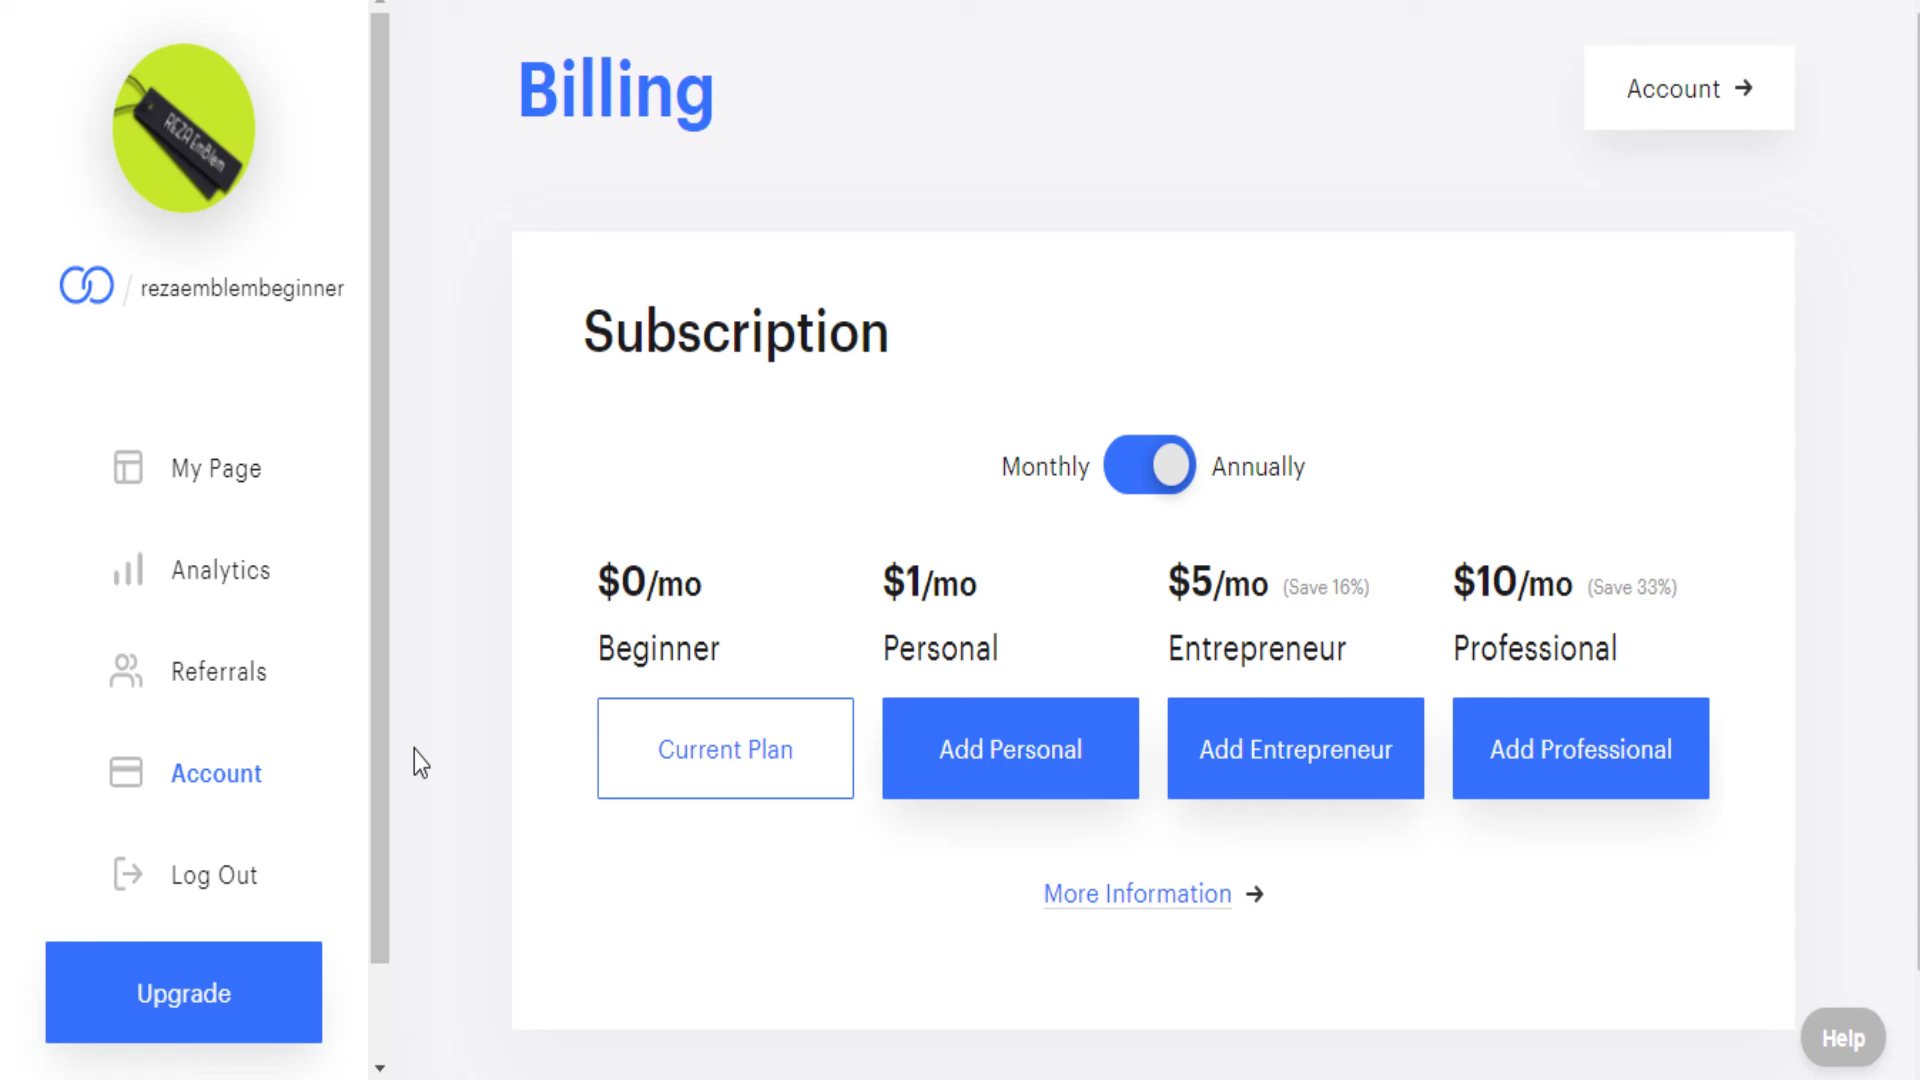 REZA EmBlem
/ rezaemblembeginner
My Page
Analytics
Referrals
Account
Log Out
Upgrade
Billing
Account →
Subscription
Monthly Annually
$0/mo $1/mo $5/mo (Save 16%) $10/mo (Save 33%)
Beginner Personal Entrepreneur Professional
Current Plan Add Personal Add Entrepreneur Add Professional
More Information →
Help